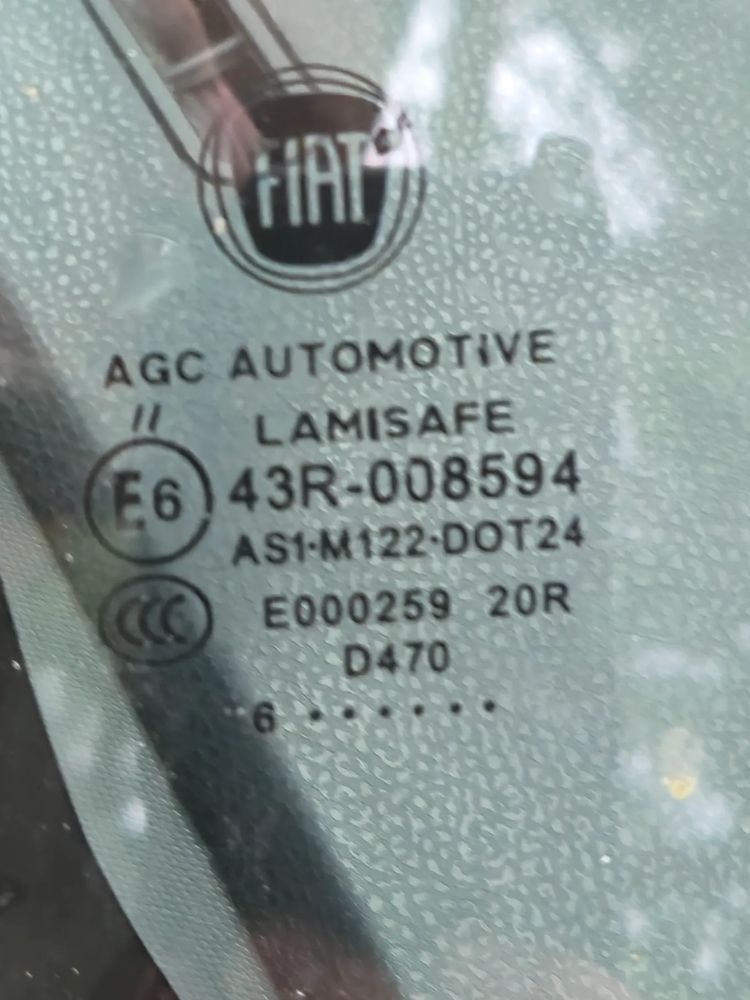 FIAT
AGC AUTOMOTIVE
// LAMISAFE
E6 43R-008594
AS1·M122·DOT24
CCC E000259 20R
D470
··6 ······